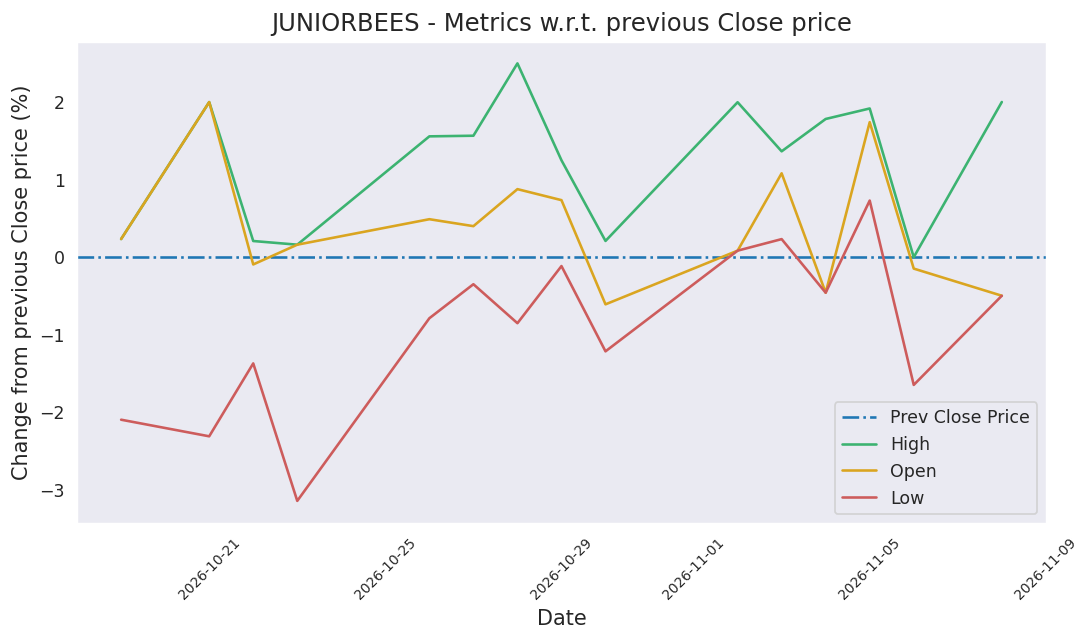 JUNIORBEES - Metrics w.r.t. previous Close price
Change from previous Close price (%)
2
1
0
−1
−2
−3
Prev Close Price
High
Open
Low
2026-10-21
2026-10-25
2026-10-29
2026-11-01
2026-11-05
2026-11-09
Date